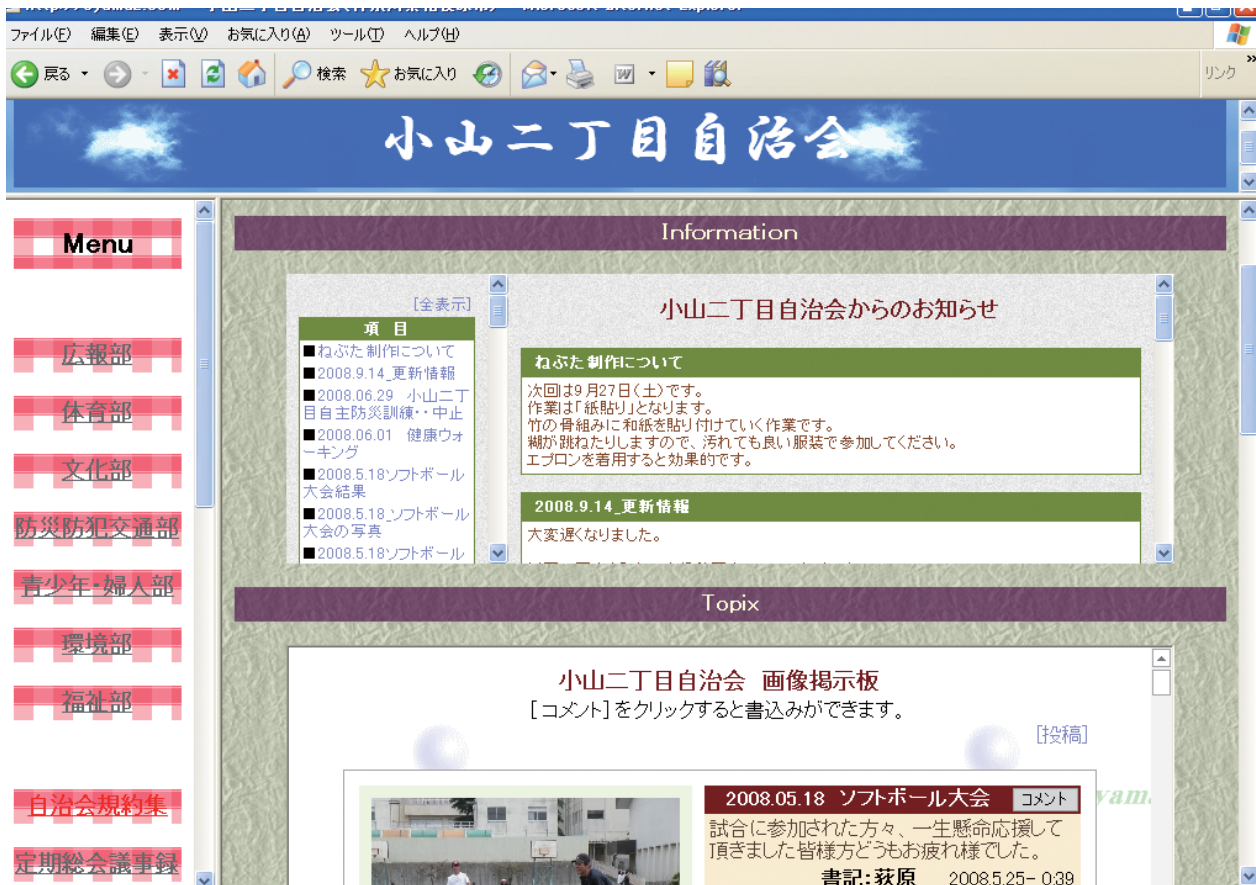 ファイル(F) 編集(E) 表示(V) お気に入り(A) ツール(T) ヘルプ(H)
戻る 検索 お気に入り リンク »
小山二丁目自治会
Menu
広報部
体育部
文化部
防災防犯交通部
青少年・婦人部
環境部
福祉部
自治会規約集
定期総会議事録
Information
[全表示]
項 目
■ねぶた制作について
■2008.9.14_更新情報
■2008.06.29 小山二丁
目自主防災訓練・・中止
■2008.06.01 健康ウォ
ーキング
■2008.5.18ソフトボール
大会結果
■2008.5.18_ソフトボール
大会の写真
■2008.5.18ソフトボール
小山二丁目自治会からのお知らせ
ねぶた制作について
次回は9月27日(土)です。
作業は「紙貼り」となります。
竹の骨組みに和紙を貼り付けていく作業です。
糊が跳ねたりしますので、汚れても良い服装で参加してください。
エプロンを着用すると効果的です。
2008.9.14_更新情報
大変遅くなりました。
Topix
小山二丁目自治会 画像掲示板
[コメント]をクリックすると書込みができます。
[投稿]
2008.05.18 ソフトボール大会 コメント
試合に参加された方々、一生懸命応援して
頂きました皆様方どうもお疲れ様でした。
書記:荻原 2008.5.25- 0:39